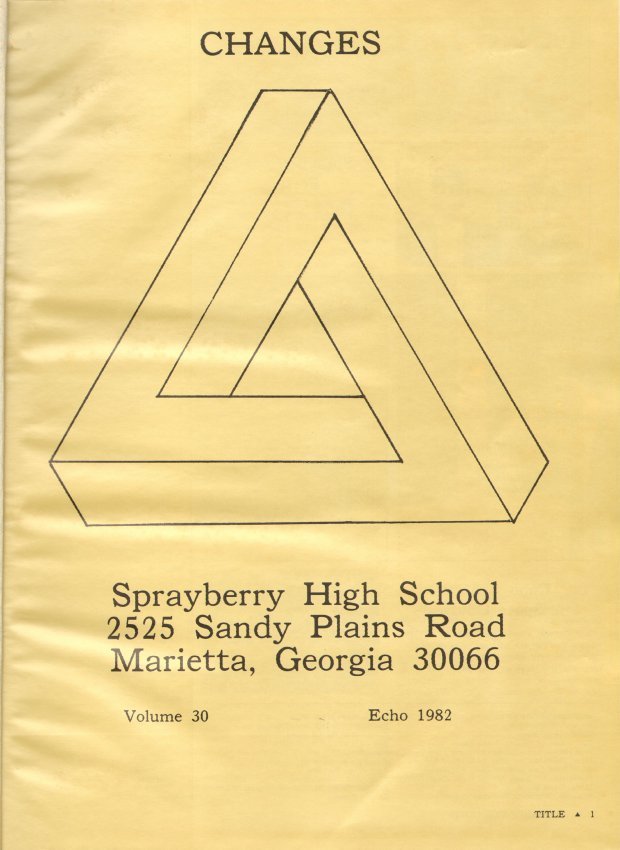 CHANGES
Sprayberry High School
2525 Sandy Plains Road
Marietta, Georgia 30066
Volume 30 Echo 1982
TITLE ▲ 1